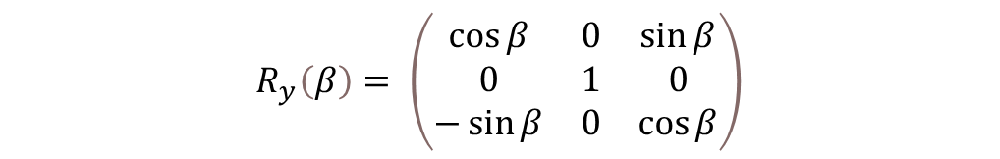 cos β 0 sin β
R_y(β) = 0 1 0
− sin β 0 cos β